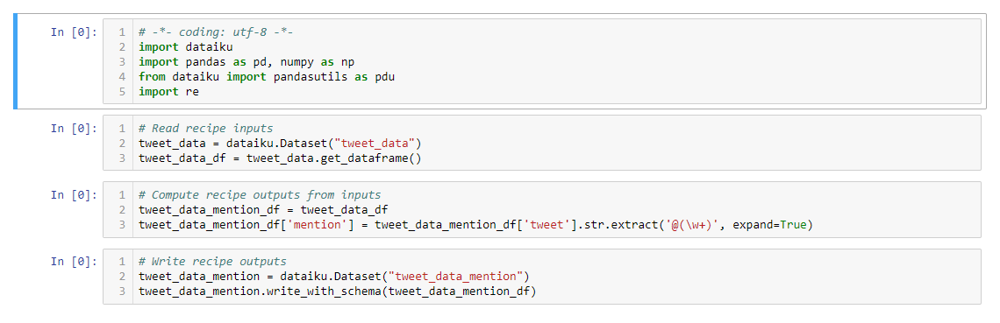 In [0]:
1 # -*- coding: utf-8 -*-
2 import dataiku
3 import pandas as pd, numpy as np
4 from dataiku import pandasutils as pdu
5 import re
In [0]:
1 # Read recipe inputs
2 tweet_data = dataiku.Dataset("tweet_data")
3 tweet_data_df = tweet_data.get_dataframe()
In [0]:
1 # Compute recipe outputs from inputs
2 tweet_data_mention_df = tweet_data_df
3 tweet_data_mention_df['mention'] = tweet_data_mention_df['tweet'].str.extract('@(\w+)', expand=True)
In [0]:
1 # Write recipe outputs
2 tweet_data_mention = dataiku.Dataset("tweet_data_mention")
3 tweet_data_mention.write_with_schema(tweet_data_mention_df)